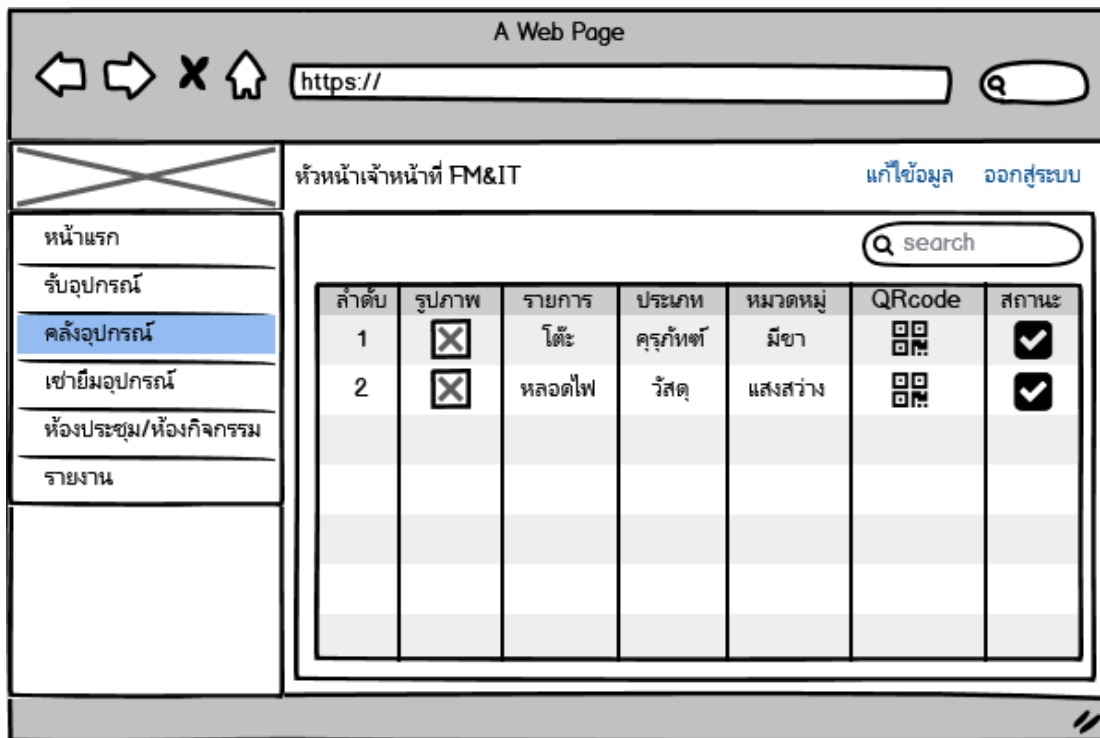 A Web Page
https://
หัวหน้าเจ้าหน้าที่ FM&IT
แก้ไข้อมูล ออกสู่ระบบ
หน้าแรก
รับอุปกรณ์
คลังอุปกรณ์
เช่ายืมอุปกรณ์
ห้องประชุม/ห้องกิจกรรม
รายงาน
search
ลำดับ รูปภาพ รายการ ประเภท หมวดหมู่ QRcode สถานะ
1 โต๊ะ คุรุภัทฑ์ มีขา
2 หลอดไฟ วัสดุ แสงสว่าง